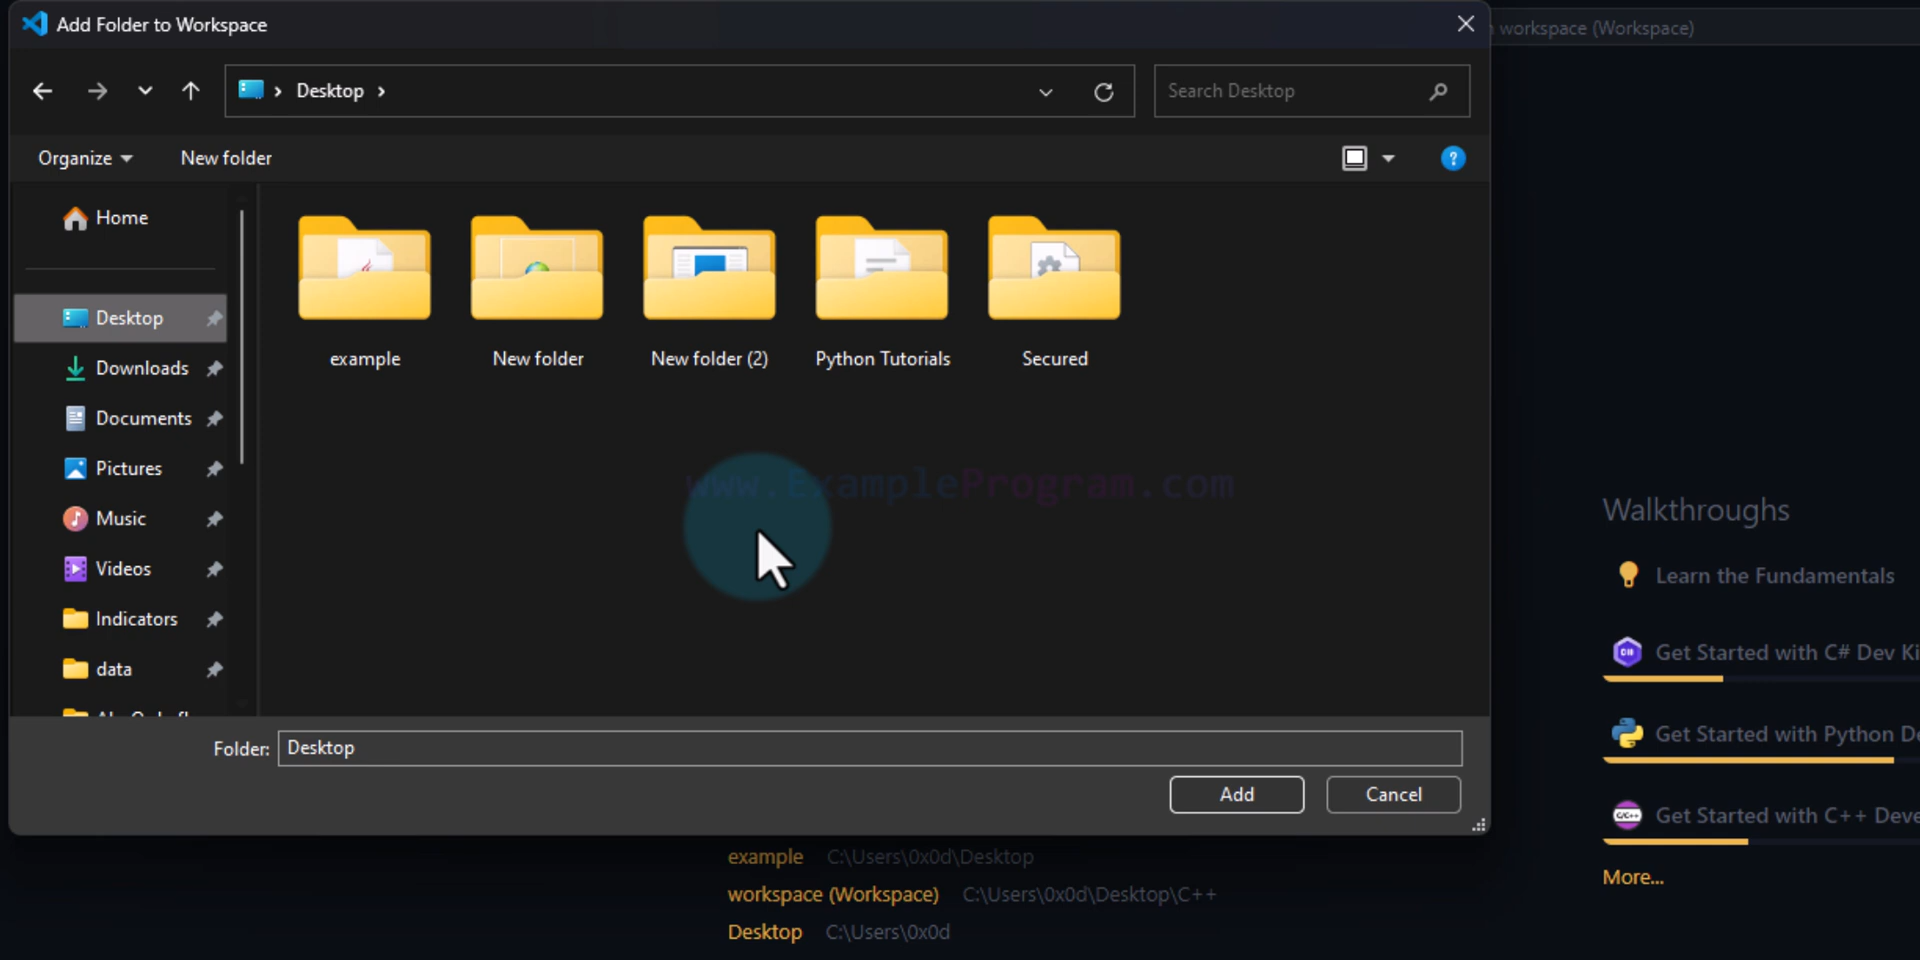 Add Folder to Workspace
workspace (Workspace)
Desktop
Search Desktop
Organize
New folder
Home
Desktop
Downloads
Documents
Pictures
Music
Videos
Indicators
data
example
New folder
New folder (2)
Python Tutorials
Secured
www.ExampleProgram.com
Folder: Desktop
Add
Cancel
example C:\Users\0x0d\Desktop
workspace (Workspace) C:\Users\0x0d\Desktop\C++
Desktop C:\Users\0x0d
Walkthroughs
Learn the Fundamentals
Get Started with C# Dev Ki
Get Started with Python De
Get Started with C++ Deve
More...